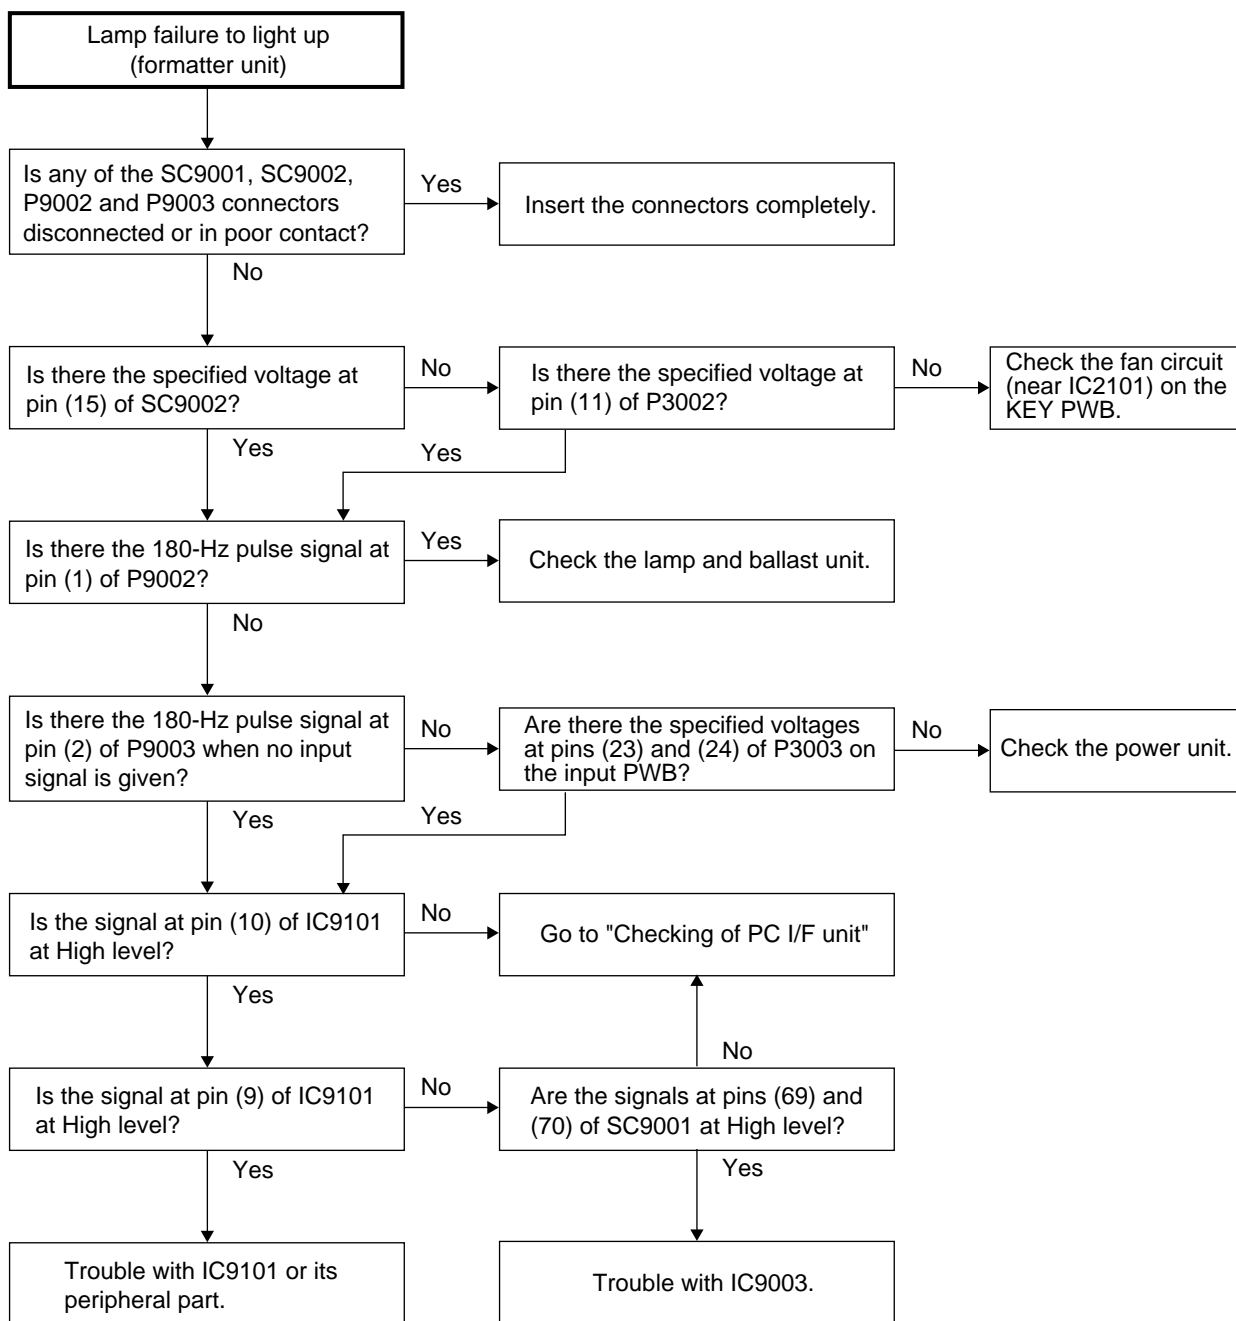 Lamp failure to light up
(formatter unit)
Is any of the SC9001, SC9002,
P9002 and P9003 connectors
disconnected or in poor contact?
Yes
Insert the connectors completely.
No
Is there the specified voltage at
pin (15) of SC9002?
No
Is there the specified voltage at
pin (11) of P3002?
No
Check the fan circuit
(near IC2101) on the
KEY PWB.
Yes
Yes
Is there the 180-Hz pulse signal at
pin (1) of P9002?
Yes
Check the lamp and ballast unit.
No
Is there the 180-Hz pulse signal at
pin (2) of P9003 when no input
signal is given?
No
Are there the specified voltages
at pins (23) and (24) of P3003 on
the input PWB?
No
Check the power unit.
Yes
Yes
Is the signal at pin (10) of IC9101
at High level?
No
Go to "Checking of PC I/F unit"
Yes
No
Is the signal at pin (9) of IC9101
at High level?
No
Are the signals at pins (69) and
(70) of SC9001 at High level?
Yes
Yes
Trouble with IC9101 or its
peripheral part.
Trouble with IC9003.